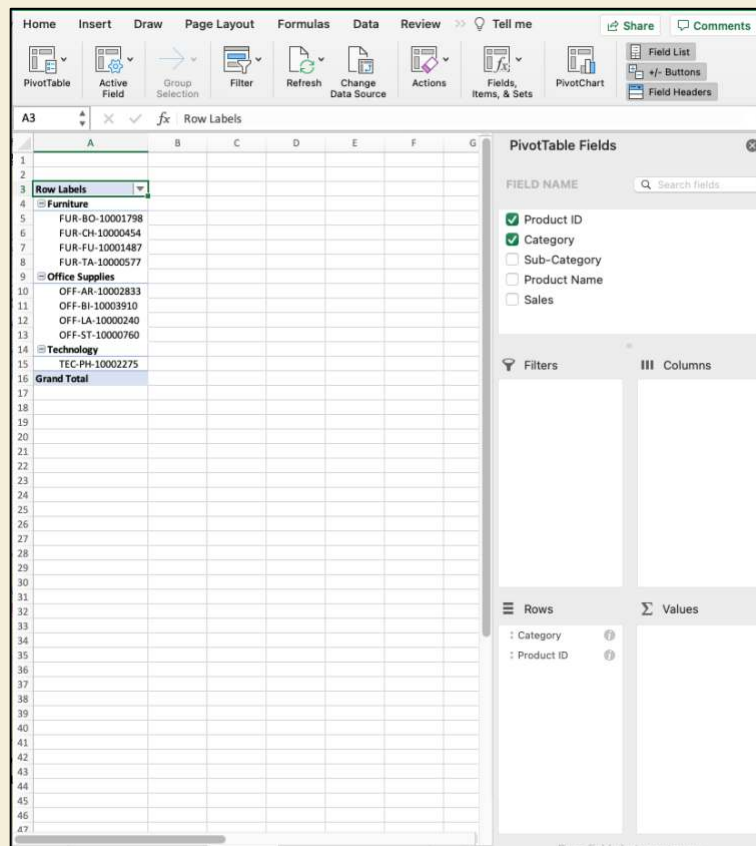 Home Insert Draw Page Layout Formulas Data Review >> Tell me Share Comments
PivotTable
Active
Field
Group
Selection
Filter
Refresh
Change
Data Source
Actions
Fields,
Items, & Sets
PivotChart
Field List
+/- Buttons
Field Headers
A3 fx Row Labels
A B C D E F G
1
2
3 Row Labels
4 Furniture
5 FUR-BO-10001798
6 FUR-CH-10000454
7 FUR-FU-10001487
8 FUR-TA-10000577
9 Office Supplies
10 OFF-AR-10002833
11 OFF-BI-10003910
12 OFF-LA-10000240
13 OFF-ST-10000760
14 Technology
15 TEC-PH-10002275
16 Grand Total
17
18
19
20
21
22
23
24
25
26
27
28
29
30
31
32
33
34
35
36
37
38
39
40
41
42
43
44
45
46
47
PivotTable Fields
FIELD NAME Search fields
Product ID
Category
Sub-Category
Product Name
Sales
Filters
Columns
Rows
Category
Product ID
Σ Values